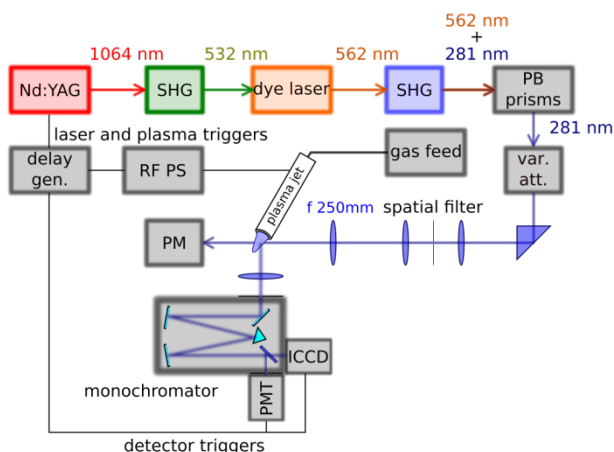 562 nm
+
281 nm
1064 nm
532 nm
562 nm
Nd:YAG
SHG
dye laser
SHG
PB
prisms
281 nm
laser and plasma triggers
delay
gen.
RF PS
plasma jet
gas feed
var.
att.
f 250mm
spatial filter
PM
ICCD
monochromator
PMT
detector triggers